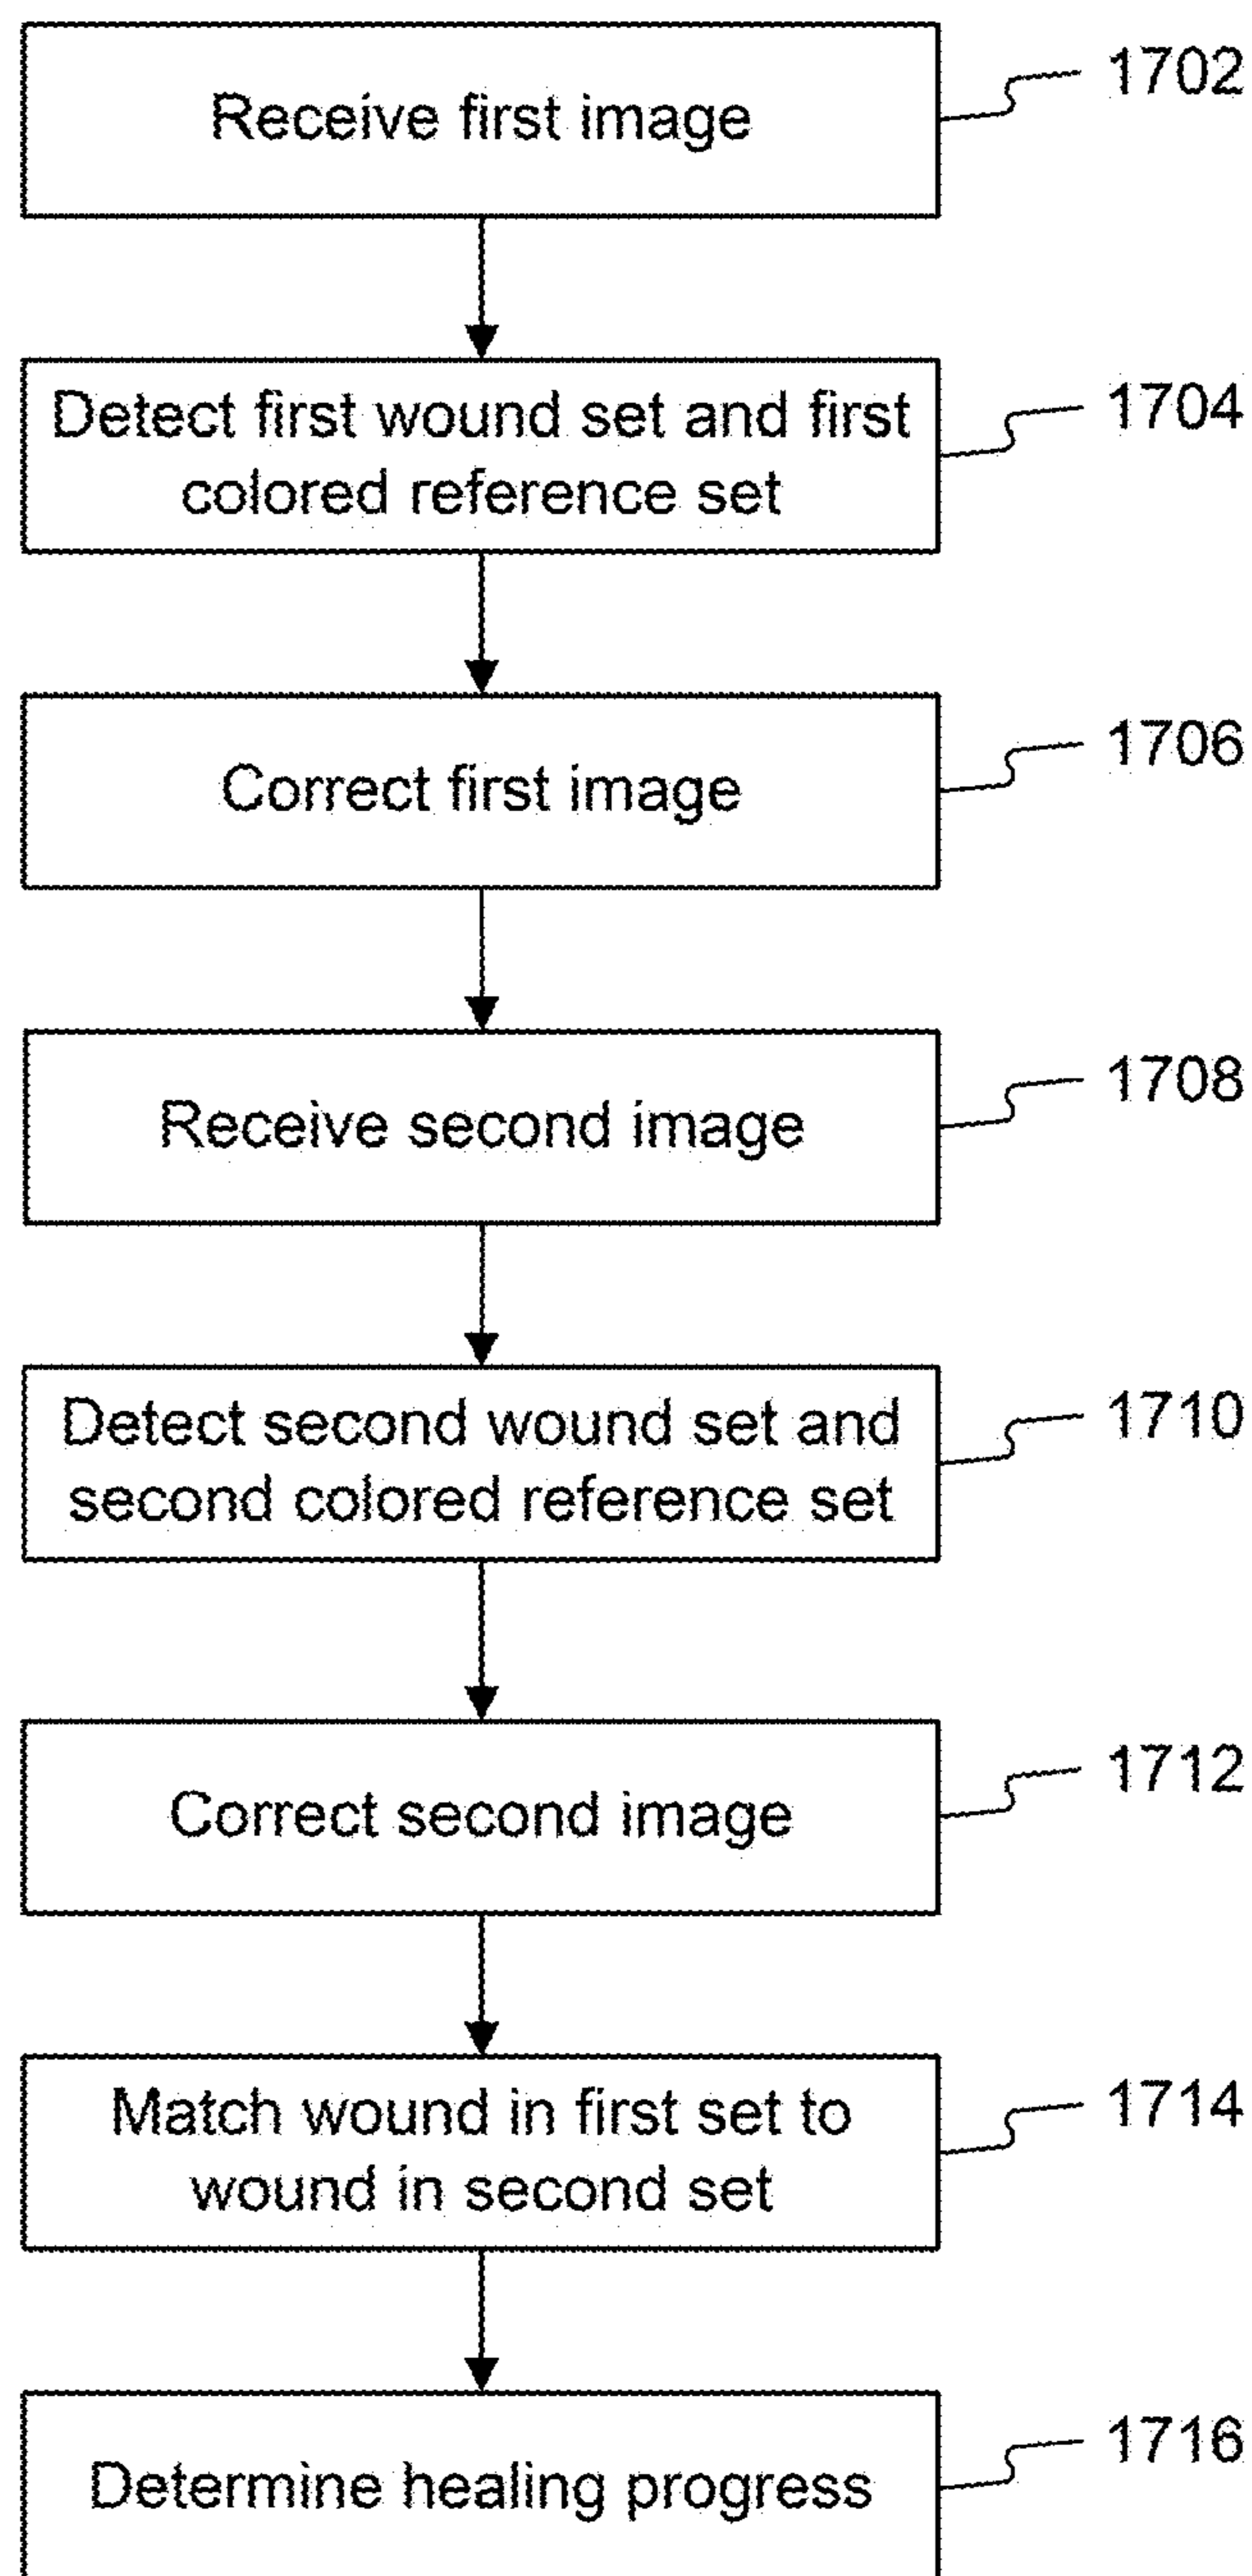 Receive first image
1702
Detect first wound set and first
colored reference set
1704
Correct first image
1706
Receive second image
1708
Detect second wound set and
second colored reference set
1710
Correct second image
1712
Match wound in first set to
wound in second set
1714
Determine healing progress
1716